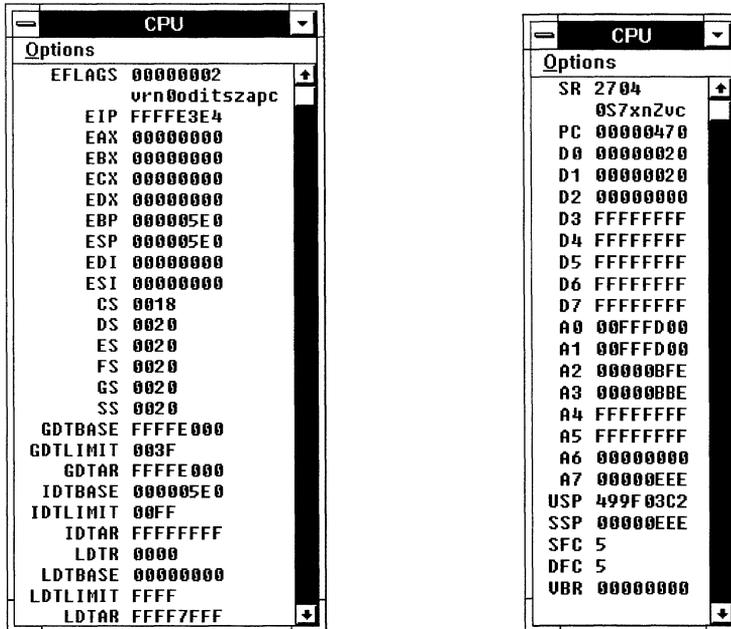 CPU
Options
EFLAGS 00000002
vrn0oditszapc
EIP FFFFE3E4
EAX 00000000
EBX 00000000
ECX 00000000
EDX 00000000
EBP 000005E0
ESP 000005E0
EDI 00000000
ESI 00000000
CS 0018
DS 0020
ES 0020
FS 0020
GS 0020
SS 0020
GDTBASE FFFFE000
GDTLIMIT 003F
GDTAR FFFFE000
IDTBASE 000005E0
IDTLIMIT 00FF
IDTAR FFFFFFFF
LDTR 0000
LDTBASE 00000000
LDTLIMIT FFFF
LDTAR FFFF7FFF
CPU
Options
SR 2704
0S7xnZvc
PC 00000470
D0 00000020
D1 00000020
D2 00000000
D3 FFFFFFFF
D4 FFFFFFFF
D5 FFFFFFFF
D6 FFFFFFFF
D7 FFFFFFFF
A0 00FFFD00
A1 00FFFD00
A2 00000BFE
A3 00000BBE
A4 FFFFFFFF
A5 FFFFFFFF
A6 00000000
A7 00000EEE
USP 499F03C2
SSP 00000EEE
SFC 5
DFC 5
VBR 00000000